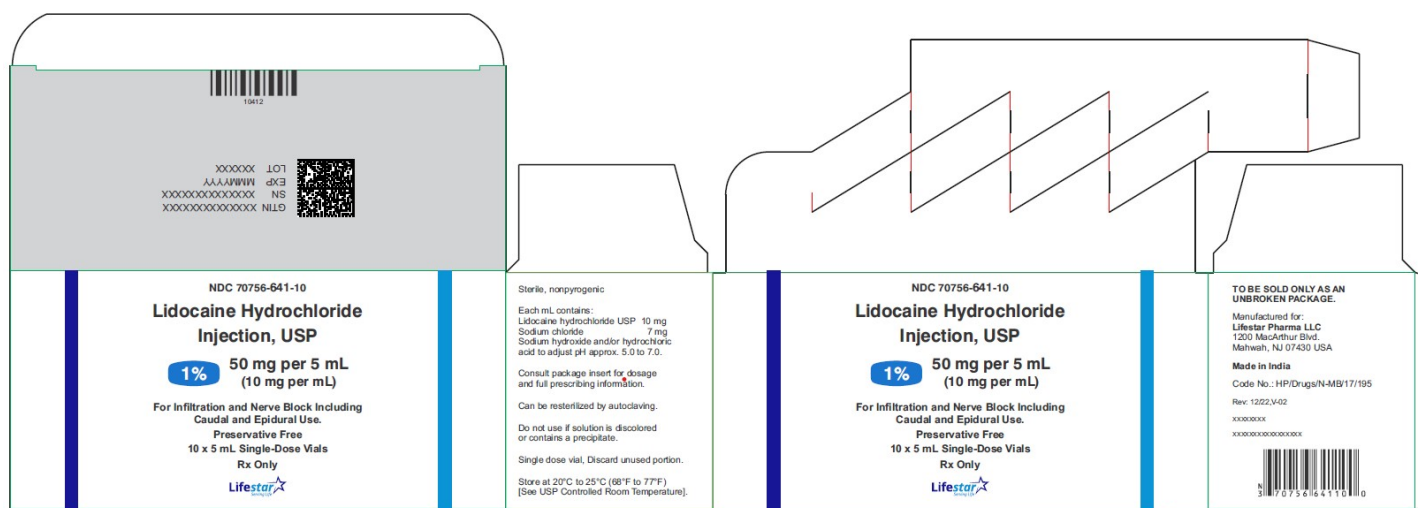 10412
GTIN XXXXXXXXXXXXXX
SN XXXXXXXXXXXXXX
EXP MMMYYYY
LOT XXXXXX
NDC 70756-641-10
Lidocaine Hydrochloride
Injection, USP
1%
50 mg per 5 mL
(10 mg per mL)
For Infiltration and Nerve Block Including
Caudal and Epidural Use.
Preservative Free
10 x 5 mL Single-Dose Vials
Rx Only
Lifestar
Serving Life
Sterile, nonpyrogenic
Each mL contains:
Lidocaine hydrochloride USP 10 mg
Sodium chloride 7 mg
Sodium hydroxide and/or hydrochloric
acid to adjust pH approx. 5.0 to 7.0.
Consult package insert for dosage
and full prescribing information.
Can be resterilized by autoclaving.
Do not use if solution is discolored
or contains a precipitate.
Single dose vial, Discard unused portion.
Store at 20°C to 25°C (68°F to 77°F)
[See USP Controlled Room Temperature].
NDC 70756-641-10
Lidocaine Hydrochloride
Injection, USP
1%
50 mg per 5 mL
(10 mg per mL)
For Infiltration and Nerve Block Including
Caudal and Epidural Use.
Preservative Free
10 x 5 mL Single-Dose Vials
Rx Only
Lifestar
Serving Life
TO BE SOLD ONLY AS AN
UNBROKEN PACKAGE.
Manufactured for:
Lifestar Pharma LLC
1200 MacArthur Blvd.
Mahwah, NJ 07430 USA
Made in India
Code No.: HP/Drugs/N-MB/17/195
Rev: 12/22,V-02
xxxxxxxx
xxxxxxxxxxxxxxxxx
N
3 70756 64110 0